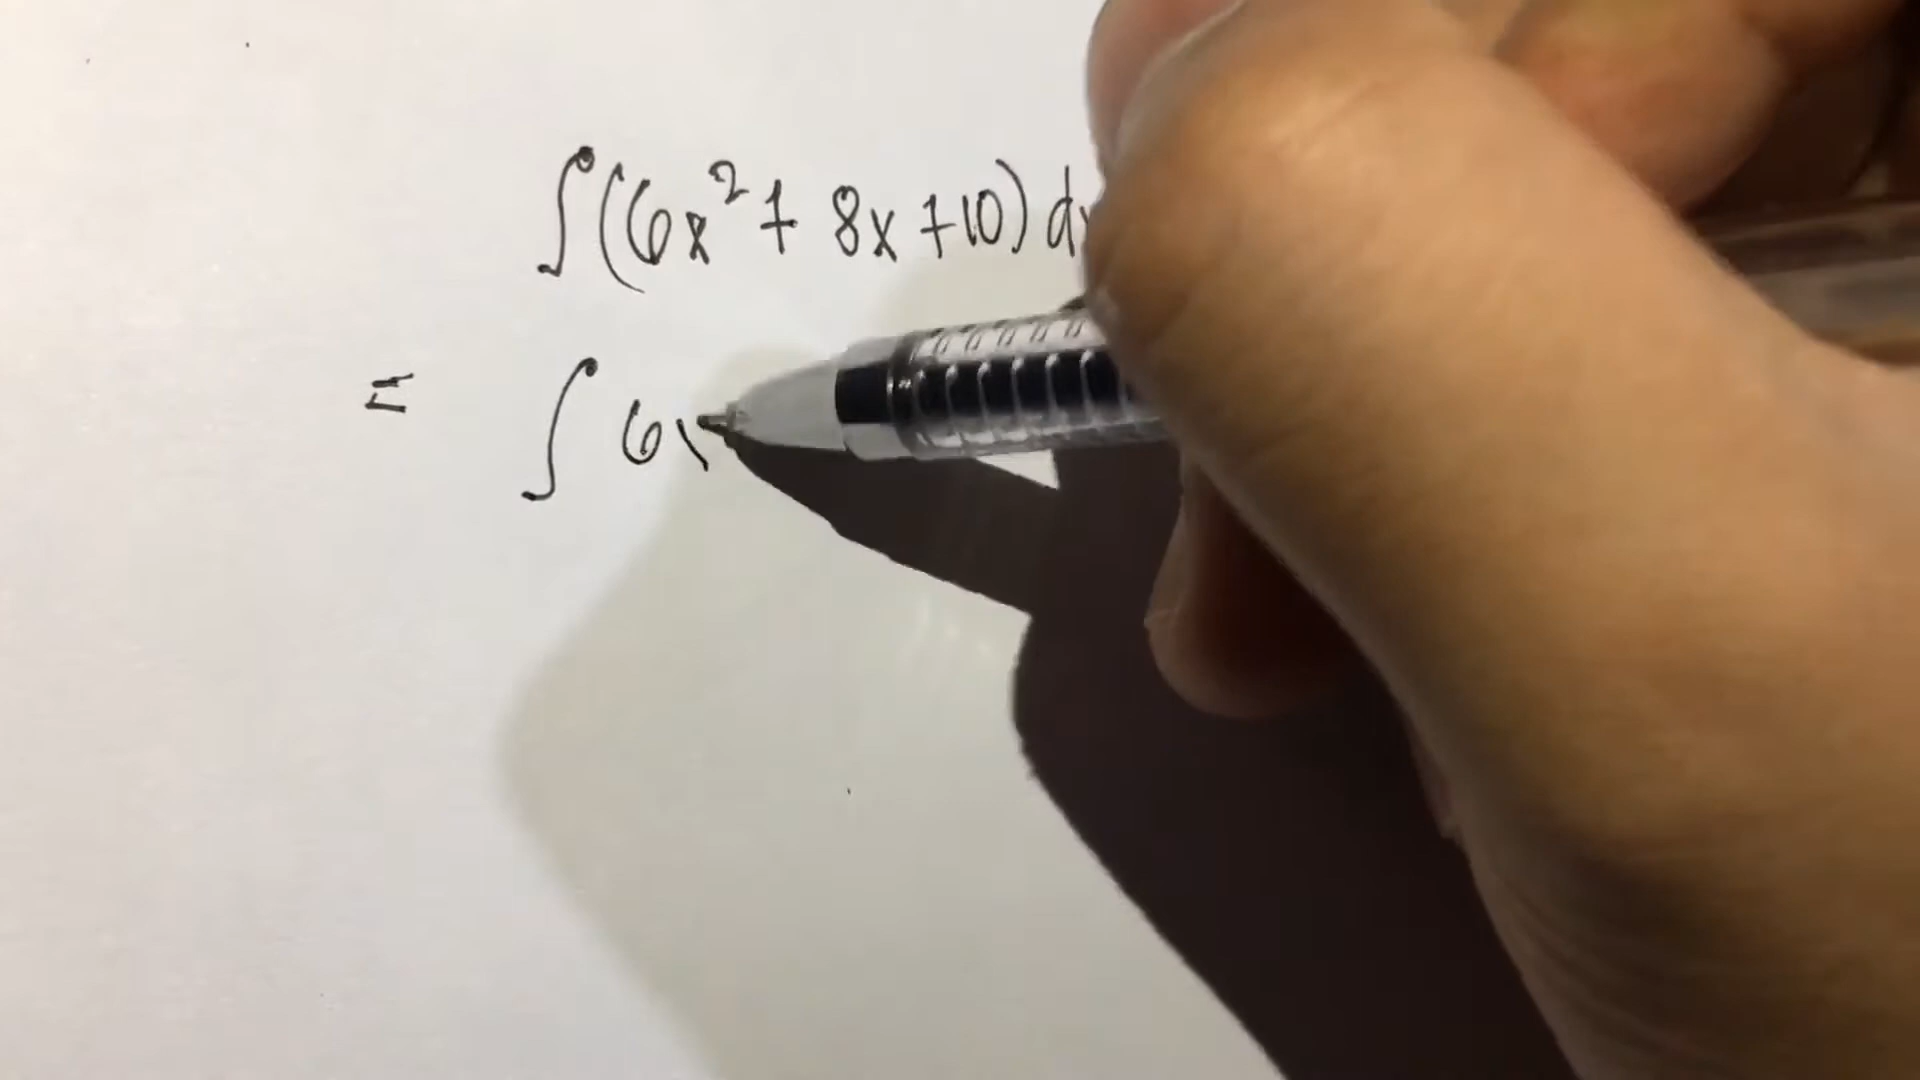 ∫(6x² + 8x + 10) dx
= ∫ 6x